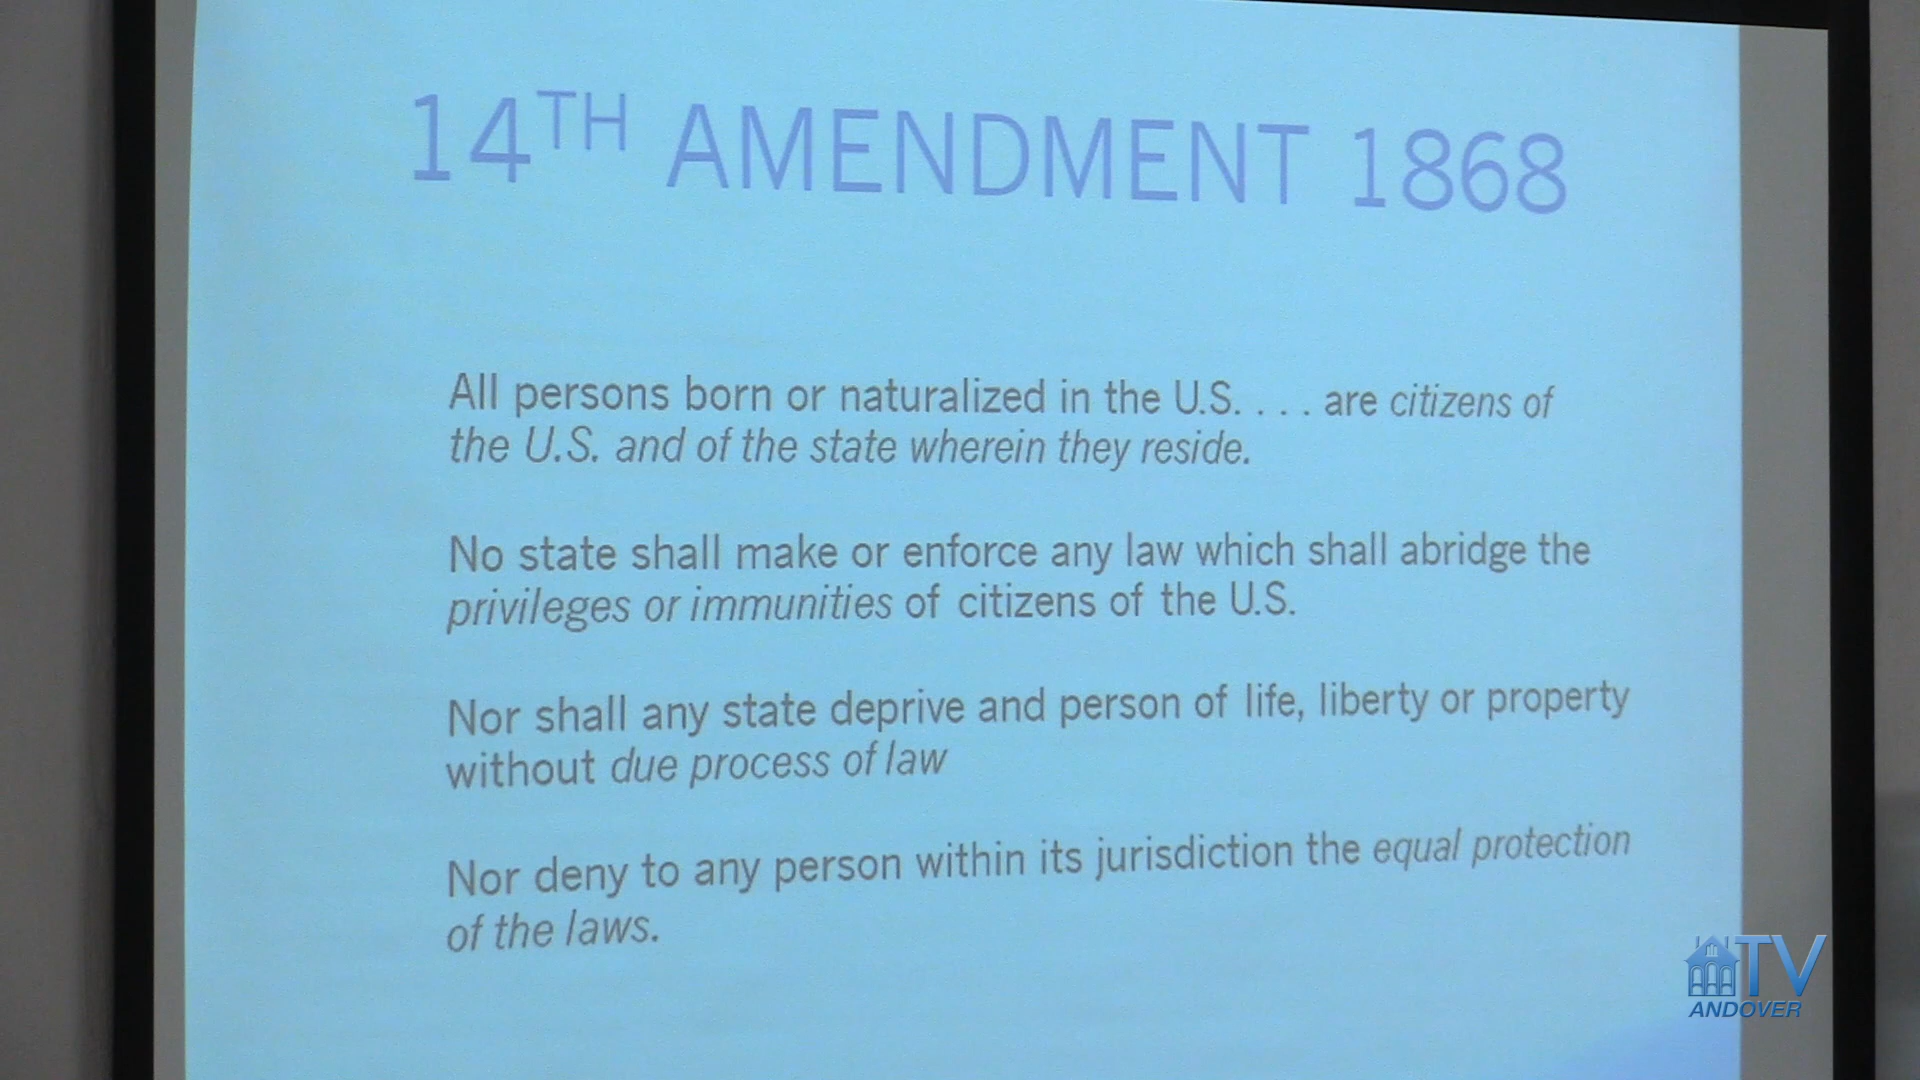 14TH AMENDMENT 1868
All persons born or naturalized in the U.S. . . . are citizens of
the U.S. and of the state wherein they reside.
No state shall make or enforce any law which shall abridge the
privileges or immunities of citizens of the U.S.
Nor shall any state deprive and person of life, liberty or property
without due process of law
Nor deny to any person within its jurisdiction the equal protection
of the laws.
TV
ANDOVER